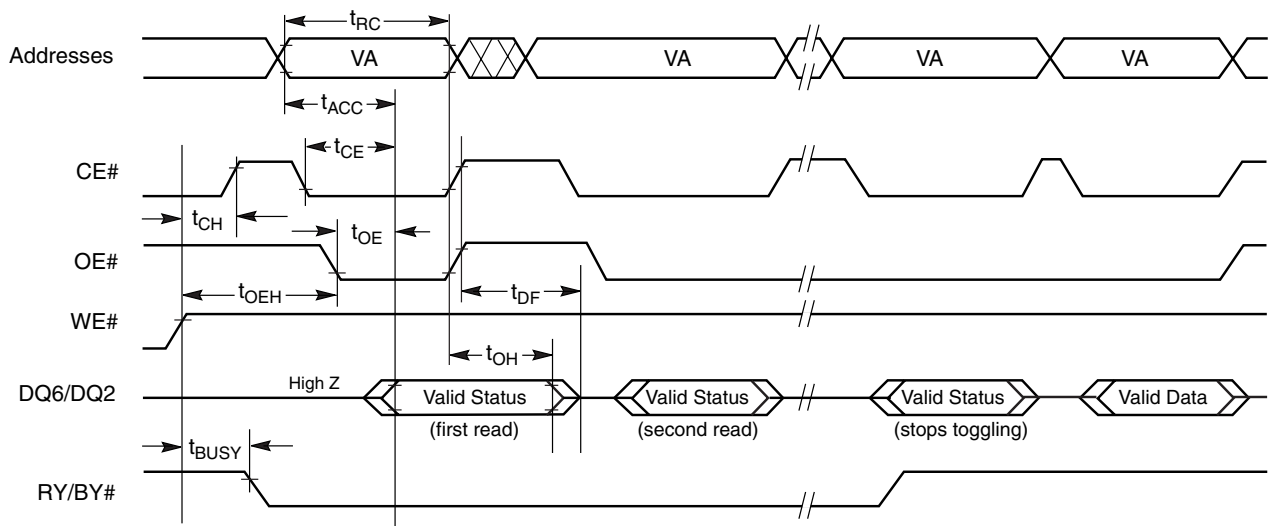 tRC
Addresses VA VA VA VA
tACC
tCE
CE#
tCH tOE
OE#
tOEH tDF
WE#
tOH
DQ6/DQ2 High Z Valid Status Valid Status Valid Status Valid Data
(first read) (second read) (stops toggling)
tBUSY
RY/BY#